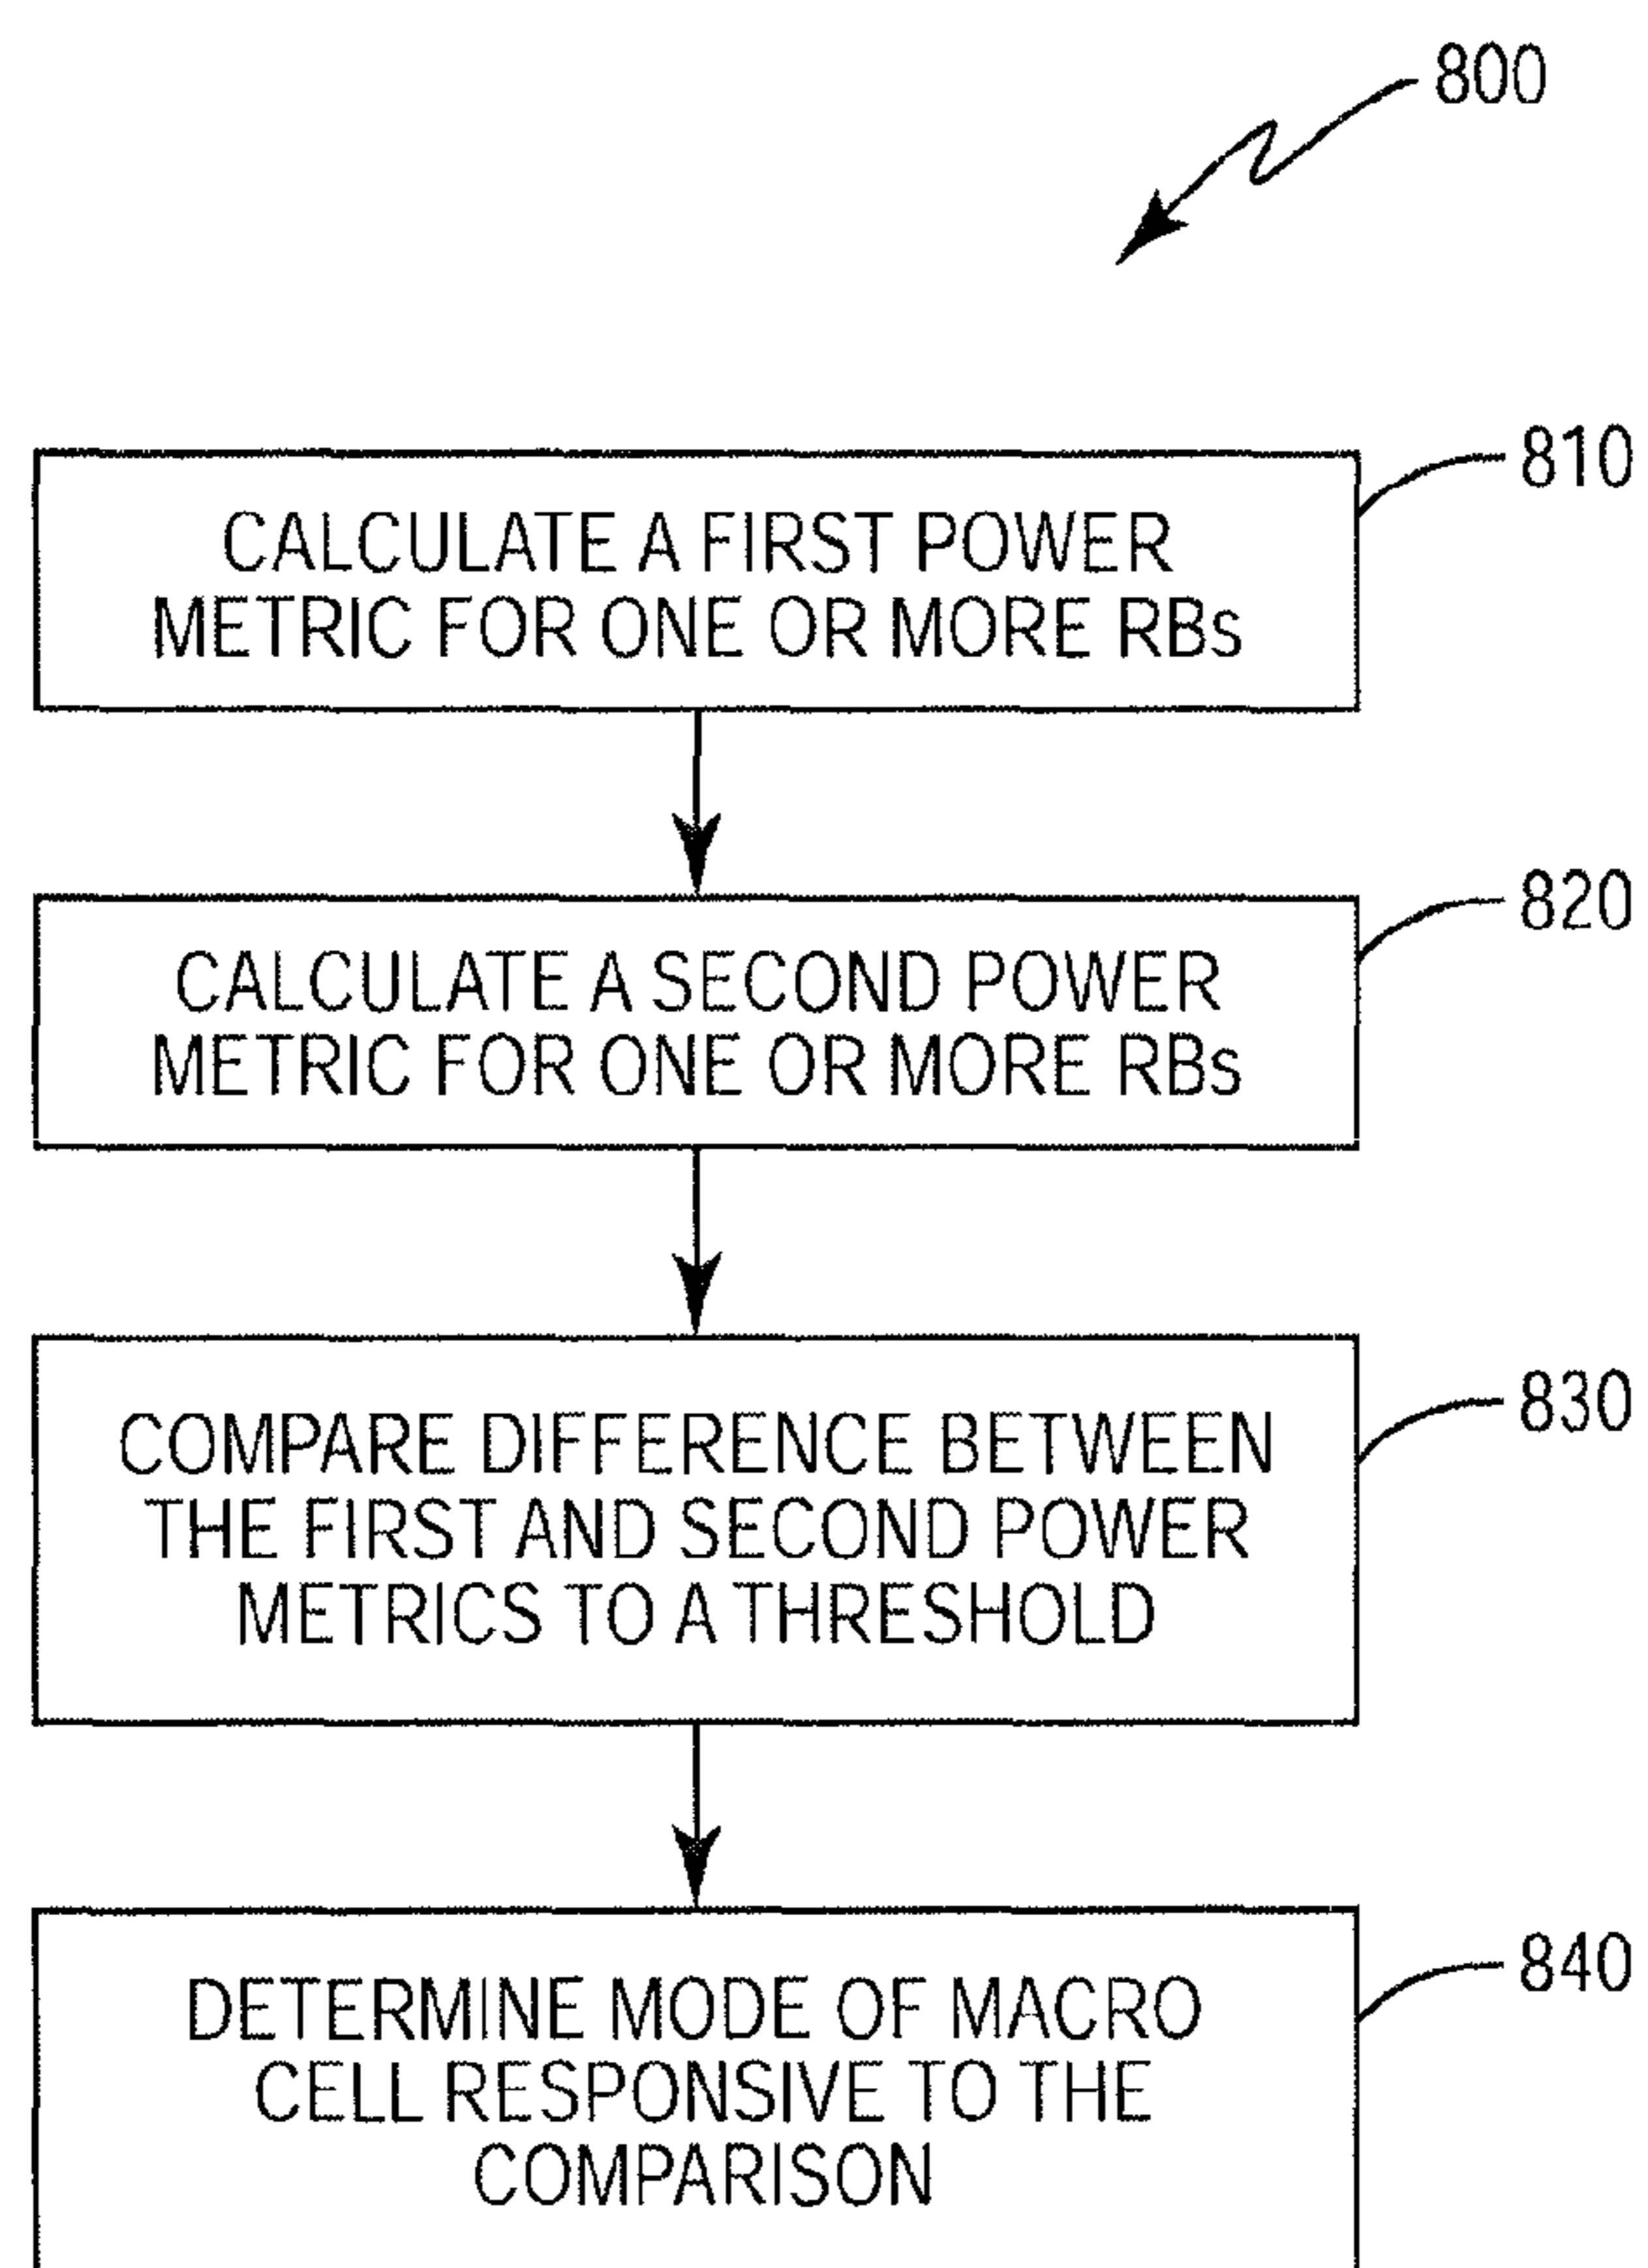 800
810
CALCULATE A FIRST POWER
METRIC FOR ONE OR MORE RBs
820
CALCULATE A SECOND POWER
METRIC FOR ONE OR MORE RBs
830
COMPARE DIFFERENCE BETWEEN
THE FIRST AND SECOND POWER
METRICS TO A THRESHOLD
840
DETERMINE MODE OF MACRO
CELL RESPONSIVE TO THE
COMPARISON